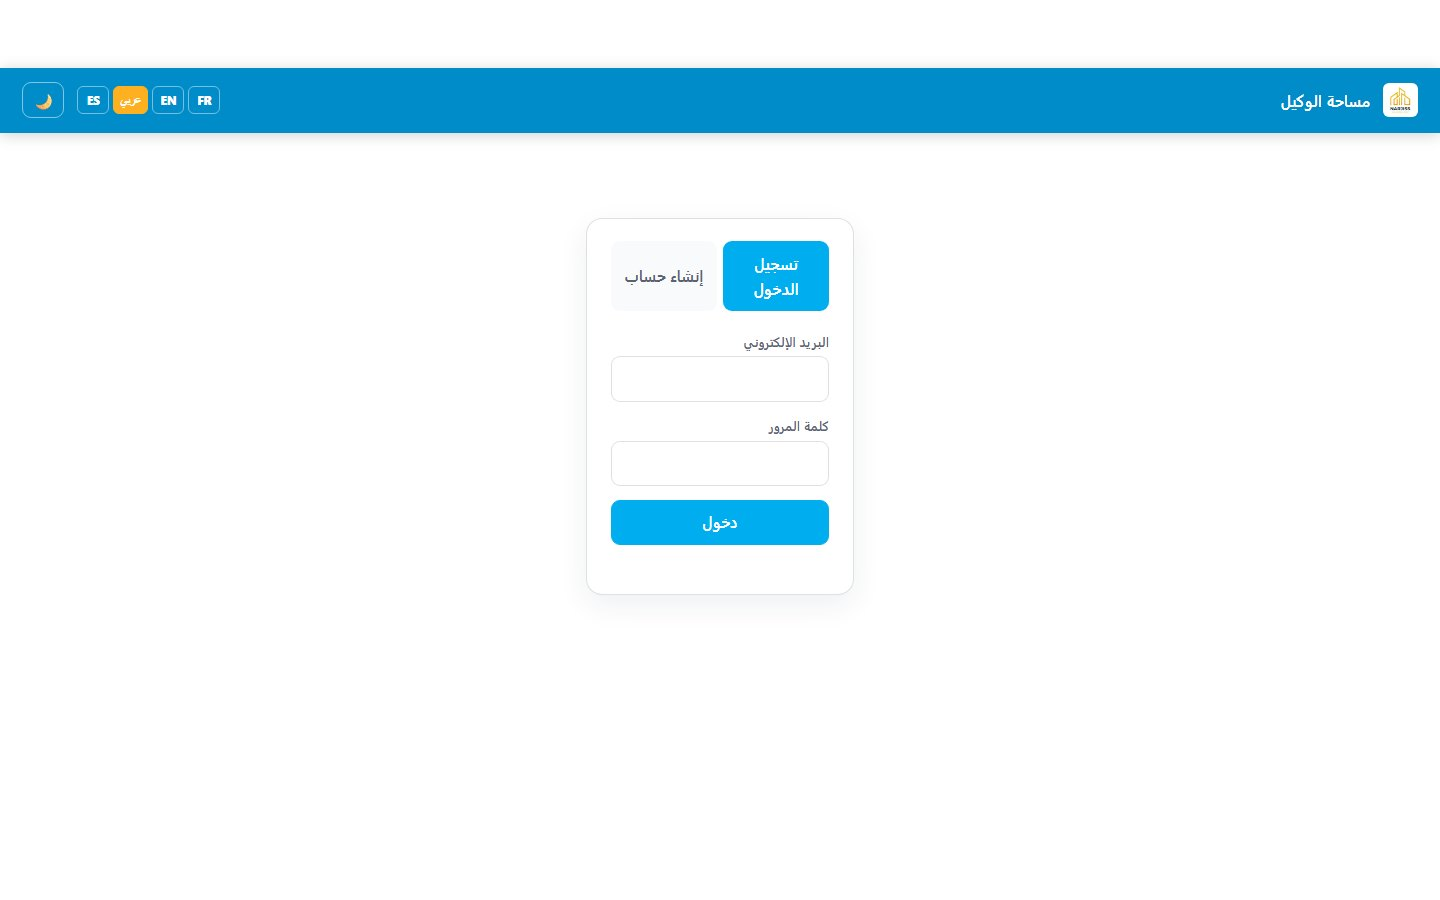 مساحة الوكيل
FR
EN
عربي
ES
تسجيل
الدخول
إنشاء حساب
البريد الإلكتروني
كلمة المرور
دخول